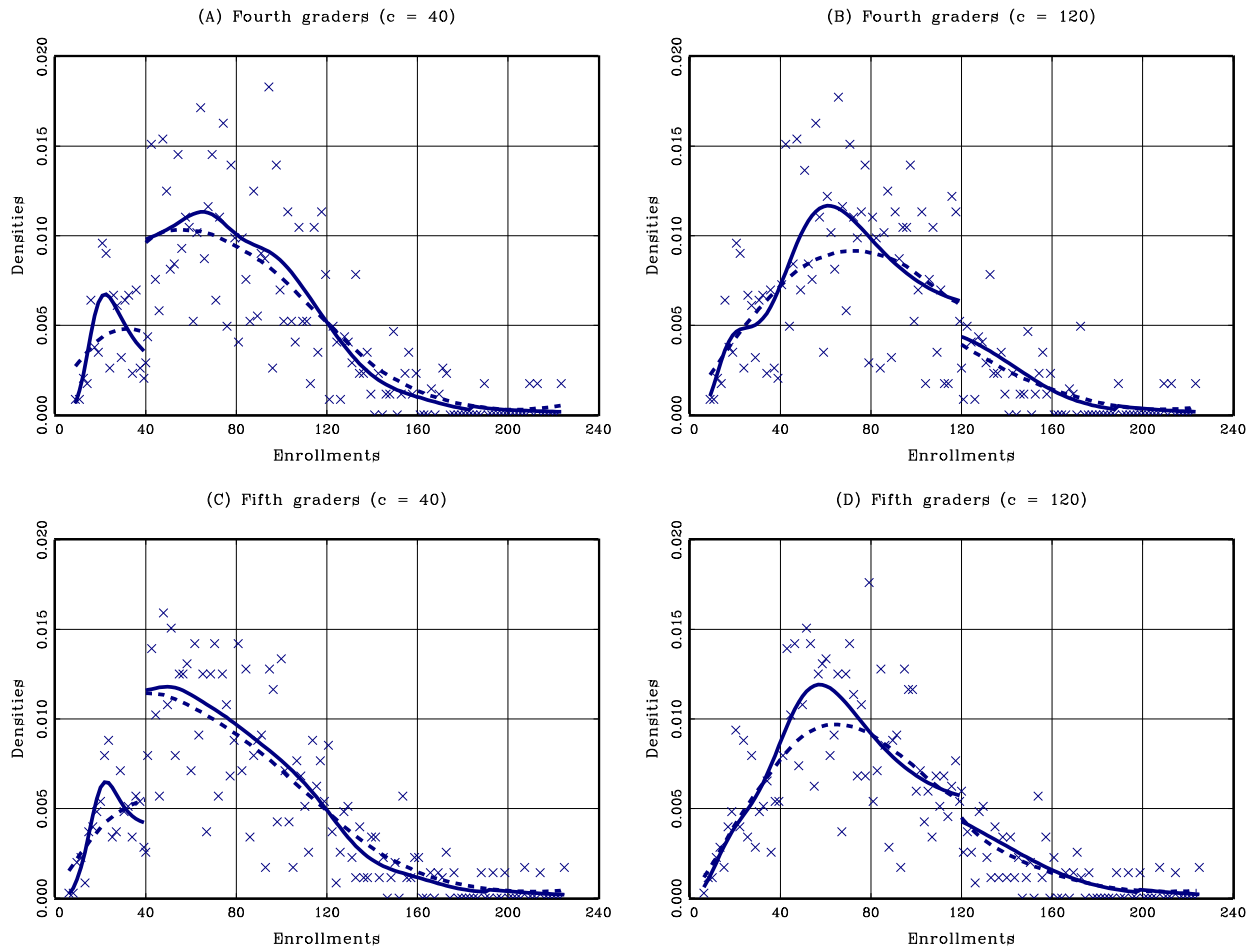 (A) Fourth graders (c = 40)
Densities
0.020
0.015
0.010
0.005
0.000
0 40 80 120 160 200 240
Enrollments
(B) Fourth graders (c = 120)
Densities
0.020
0.015
0.010
0.005
0.000
0 40 80 120 160 200 240
Enrollments
(C) Fifth graders (c = 40)
Densities
0.020
0.015
0.010
0.005
0.000
0 40 80 120 160 200 240
Enrollments
(D) Fifth graders (c = 120)
Densities
0.020
0.015
0.010
0.005
0.000
0 40 80 120 160 200 240
Enrollments